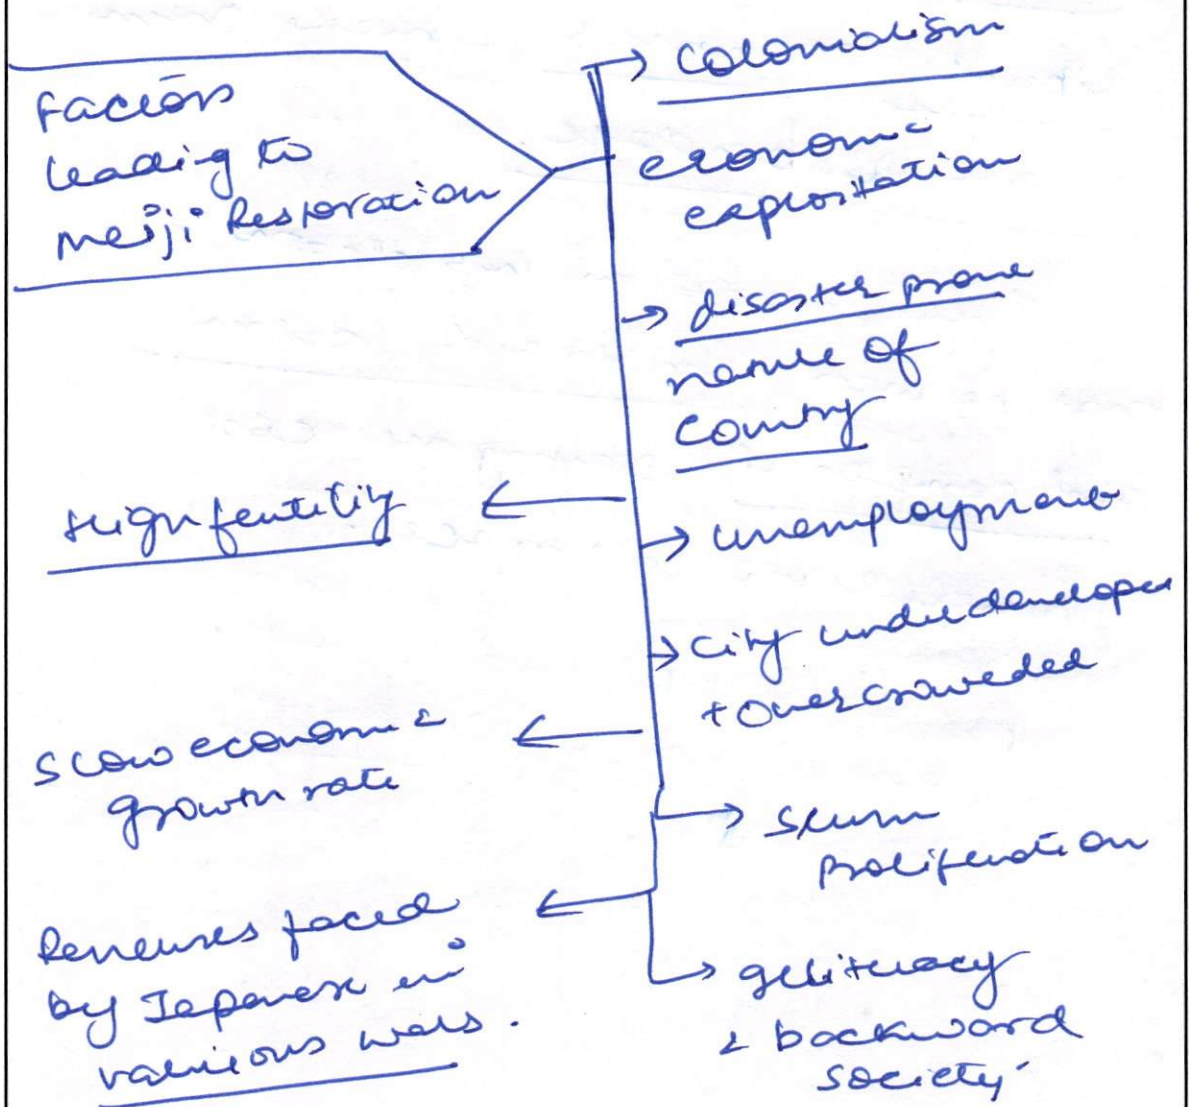 Factors
leading to
Meiji Restoration
colonialism
economic
exploitation
disaster prone
nature of
country
High fertility
unemployment
city underdeveloped
+ overcrowded
slow economic
growth rate
slum
proliferation
Reverses faced
by Japanese in
various wars.
illiteracy
& backward
society